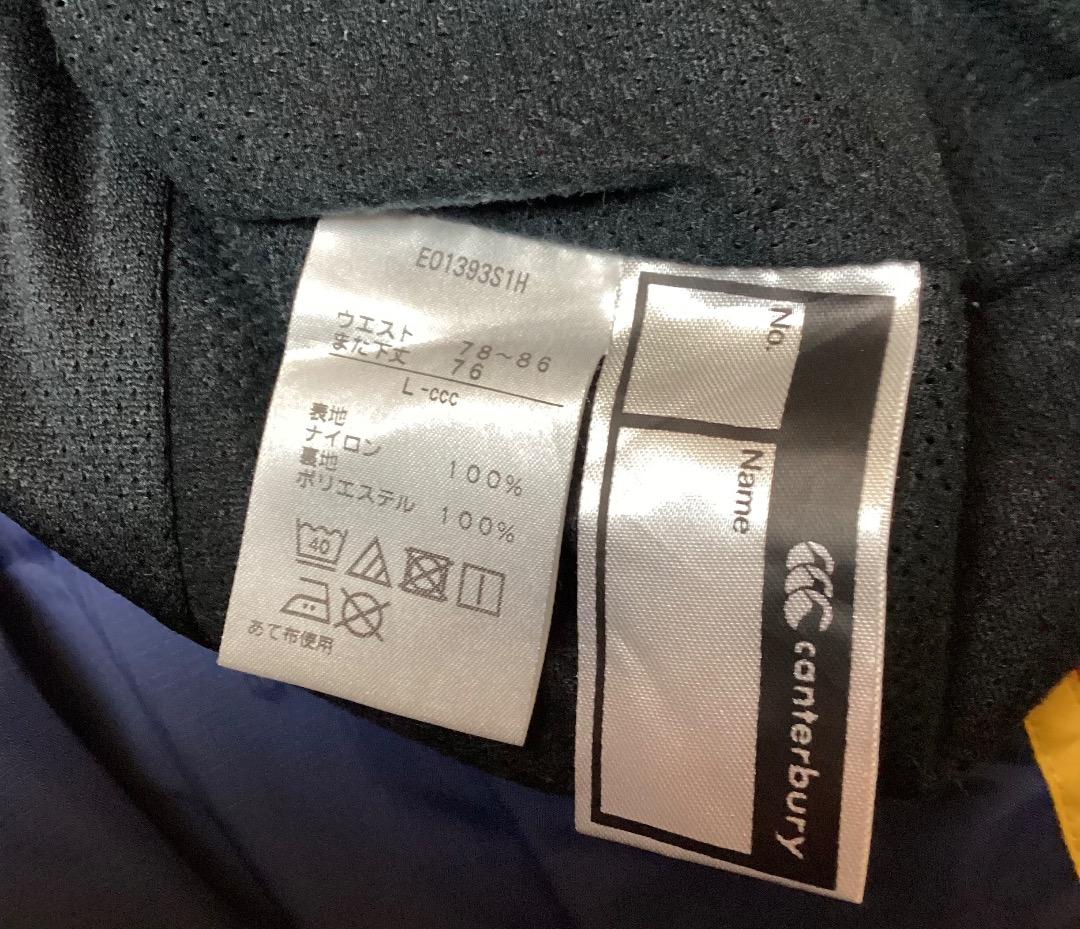 E01393S1H
ウエスト 78～86
また下丈 76
L-ccc
表地
ナイロン 100%
裏地
ポリエステル 100%
40
あて布使用
No.
Name
canterbury